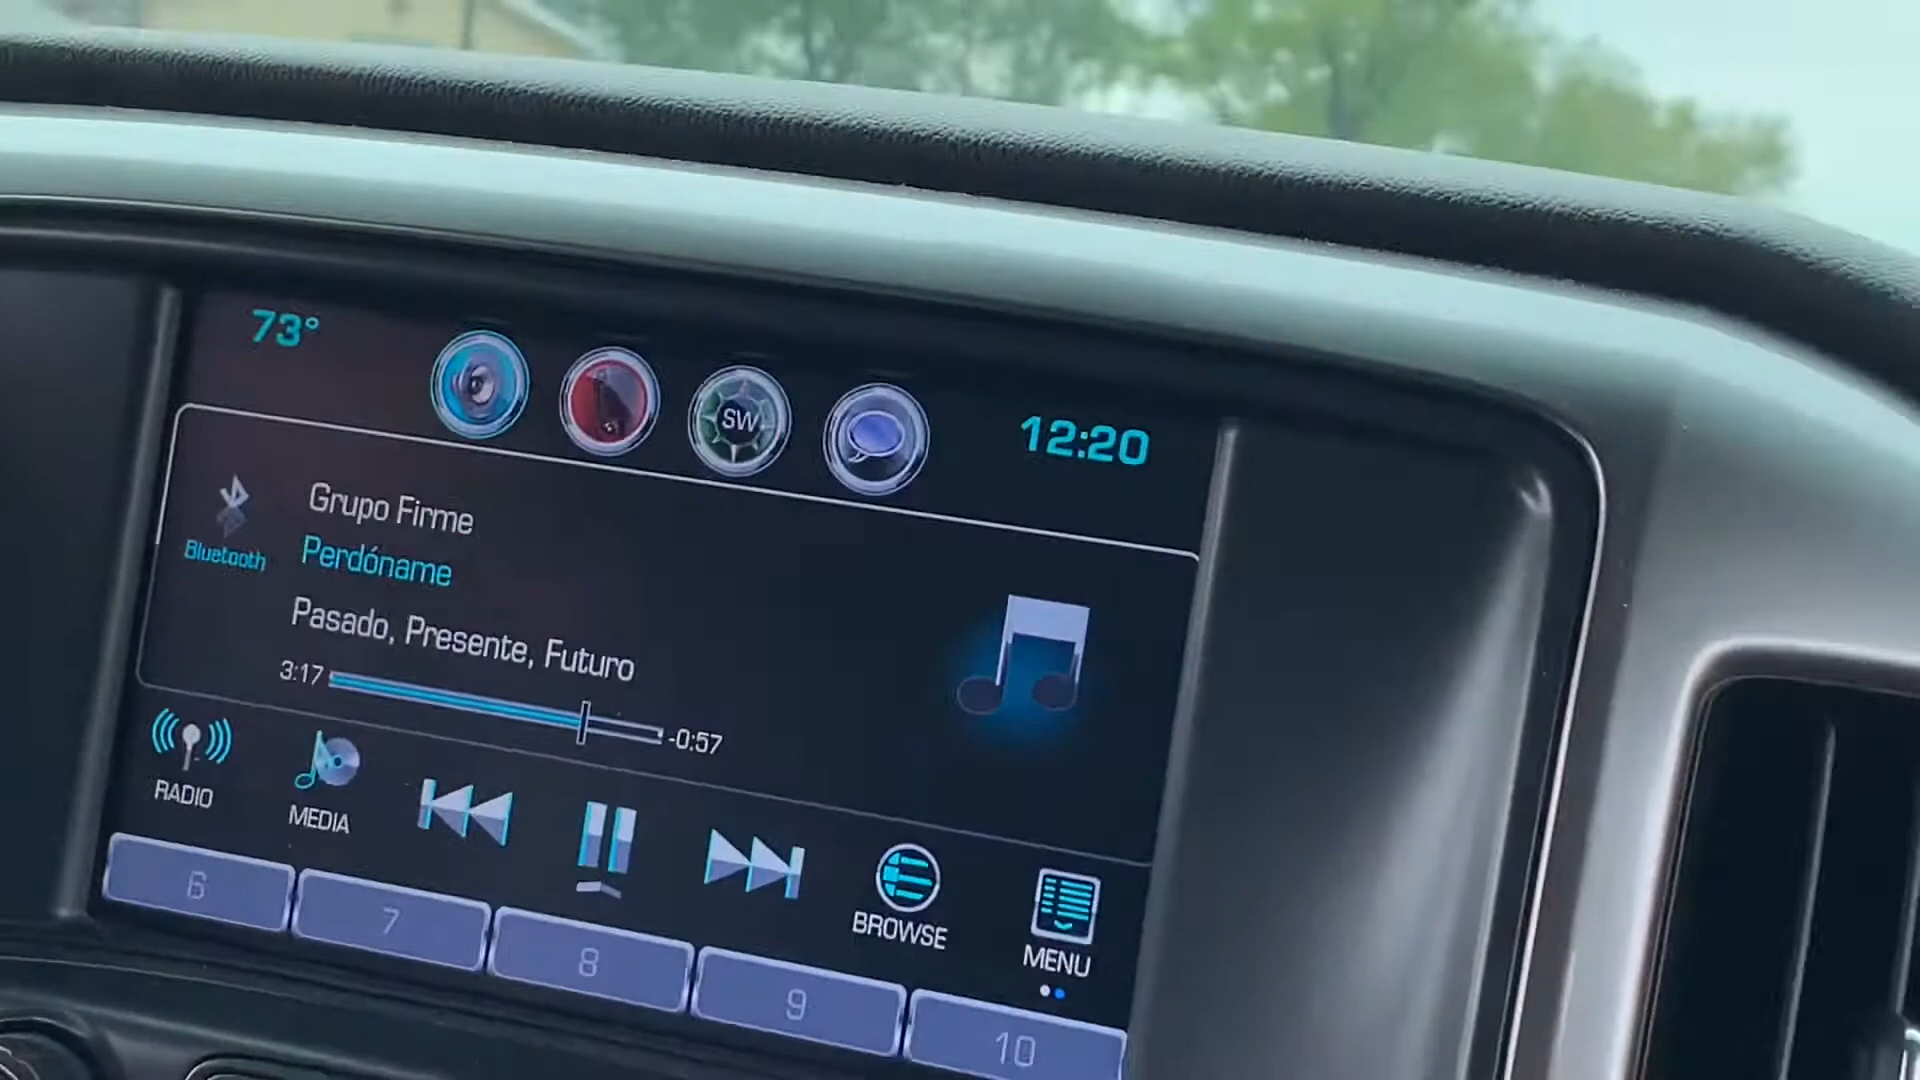 73°
SW
12:20
Grupo Firme
Bluetooth
Perdóname
Pasado, Presente, Futuro
3:17
-0:57
RADIO
MEDIA
BROWSE
MENU
6
7
8
9
10